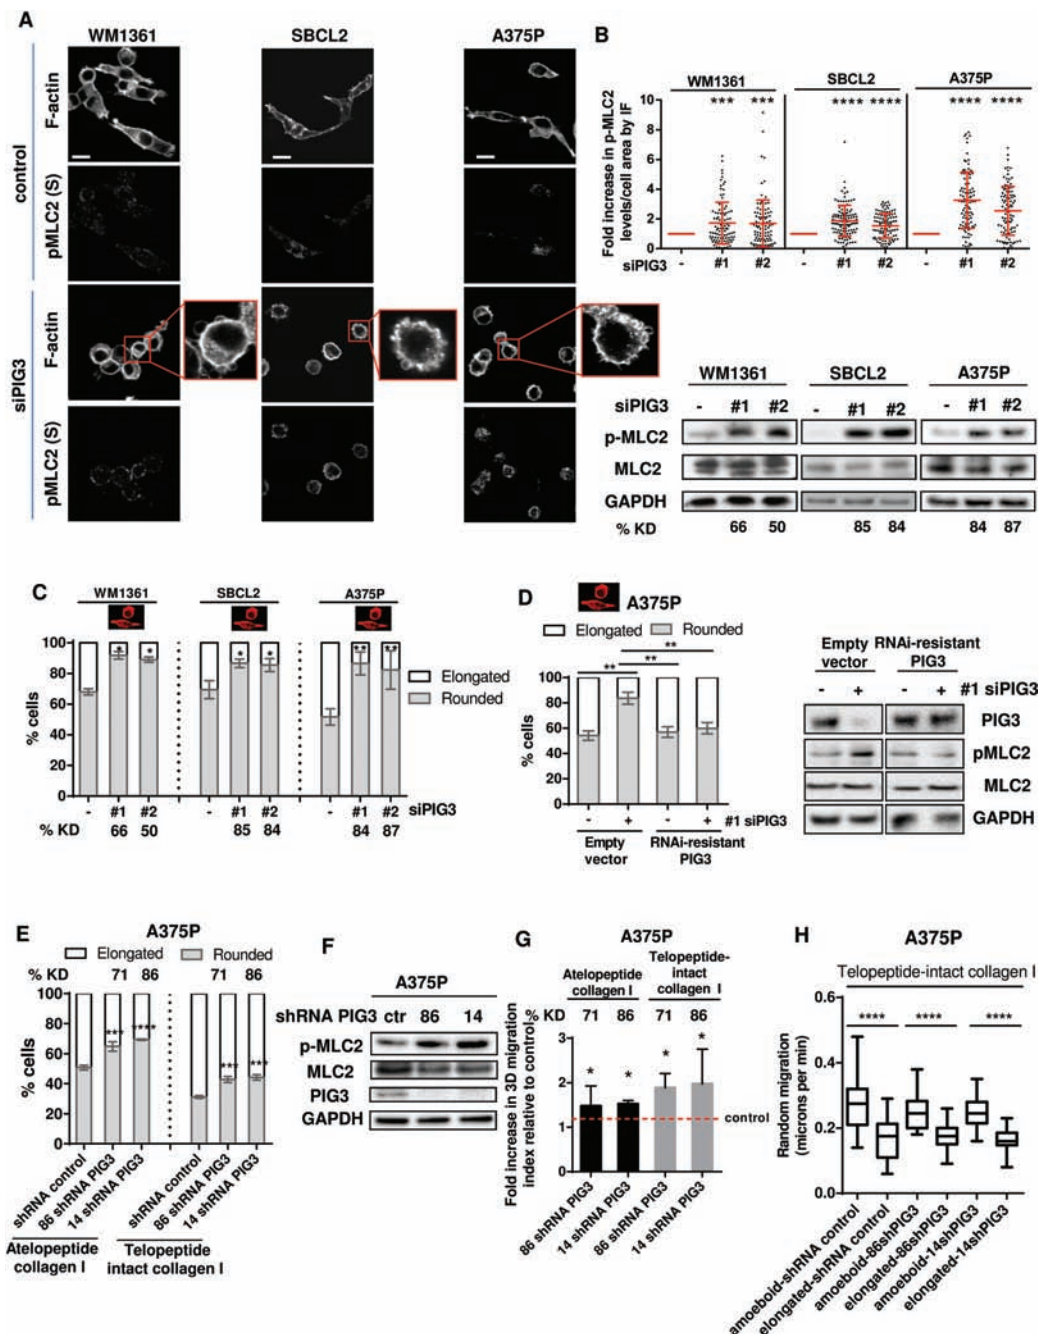 A
WM1361
SBCL2
A375P
control
F-actin
pMLC2 (S)
siPIG3
F-actin
pMLC2 (S)
B
WM1361
SBCL2
A375P
Fold increase in p-MLC2
levels/cell area by IF
10
8
6
4
2
0
*** *** **** **** **** ****
siPIG3 - #1 #2 - #1 #2 - #1 #2
WM1361 SBCL2 A375P
siPIG3 - #1 #2 - #1 #2 - #1 #2
p-MLC2
MLC2
GAPDH
% KD 66 50 85 84 84 87
C
WM1361 SBCL2 A375P
% cells
100
80
60
40
20
0
* * * * ** **
Elongated
Rounded
- #1 #2 - #1 #2 - #1 #2 siPIG3
% KD 66 50 85 84 84 87
D
A375P
Elongated Rounded
% cells
100
80
60
40
20
0
**
**
**
- + - + #1 siPIG3
Empty
vector
RNAi-resistant
PIG3
Empty
vector
RNAi-resistant
PIG3
- + - + #1 siPIG3
PIG3
pMLC2
MLC2
GAPDH
E
A375P
Elongated Rounded
% KD 71 86 71 86
% cells
100
80
60
40
20
0
*** **** *** ***
shRNA control
86 shRNA PIG3
14 shRNA PIG3
shRNA control
86 shRNA PIG3
14 shRNA PIG3
Atelopeptide
collagen I
Telopeptide
intact collagen I
F
A375P
shRNA PIG3 ctr 86 14
p-MLC2
MLC2
PIG3
GAPDH
G
A375P
Atelopeptide
collagen I
Telopeptide-
intact
collagen I
% KD 71 86 71 86
Fold increase in 3D migration
index relative to control
3
2
1
0
* * * *
control
86 shRNA PIG3
14 shRNA PIG3
86 shRNA PIG3
14 shRNA PIG3
H
A375P
Telopeptide-intact collagen I
Random migration
(microns per min)
0.6
0.4
0.2
0.0
**** **** ****
amoeboid-shRNA control
elongated-shRNA control
amoeboid-86shPIG3
elongated-86shPIG3
amoeboid-14shPIG3
elongated-14shPIG3